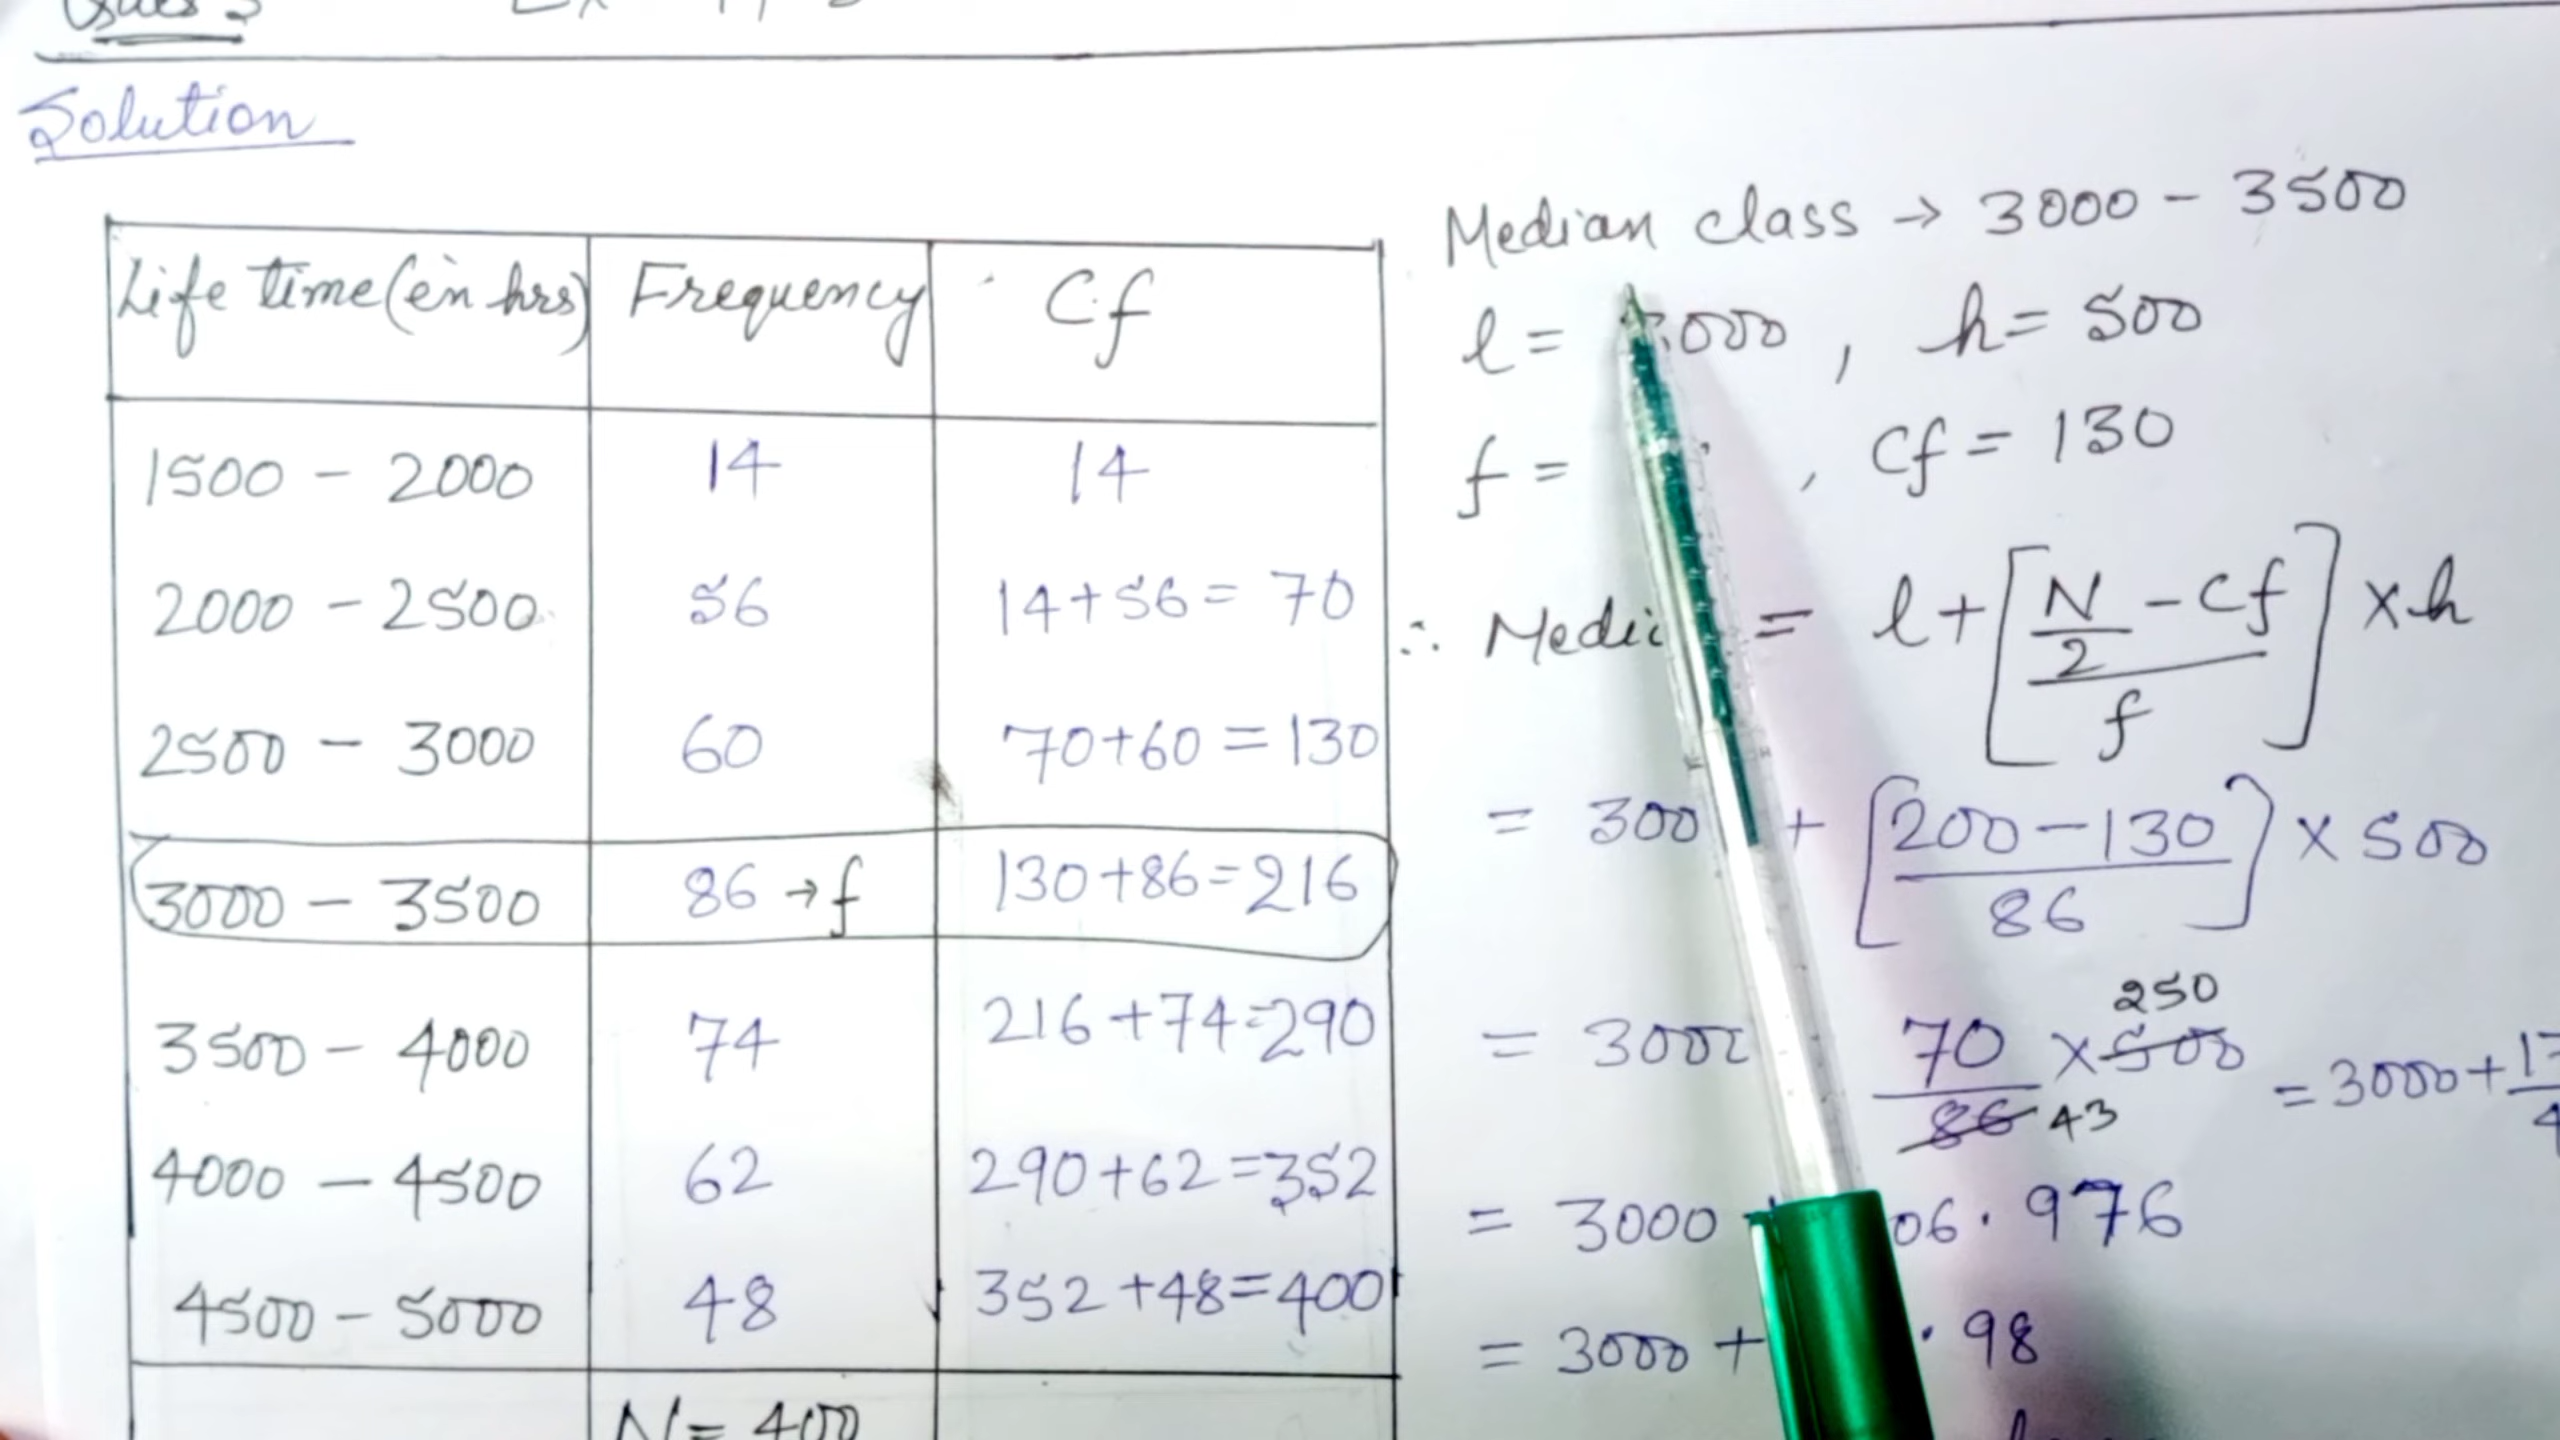 Solution
Life time (in hrs) Frequency Cf
1500 - 2000 14 14
2000 - 2500 56 14+56= 70
2500 - 3000 60 70+60=130
3000 - 3500 86 → f 130+86=216
3500 - 4000 74 216+74=290
4000 - 4500 62 290+62=352
4500 - 5000 48 352+48=400
N = 400
Median class → 3000 - 3500
l = 3000, h= 500
f = , Cf = 130
∴ Medi = l+[(N/2 - Cf)/f] × h
= 300 + [(200-130)/86] × 500
= 300 70/86 43 × 500 250 = 3000+
= 3000 + 06.976
= 3000 + .98